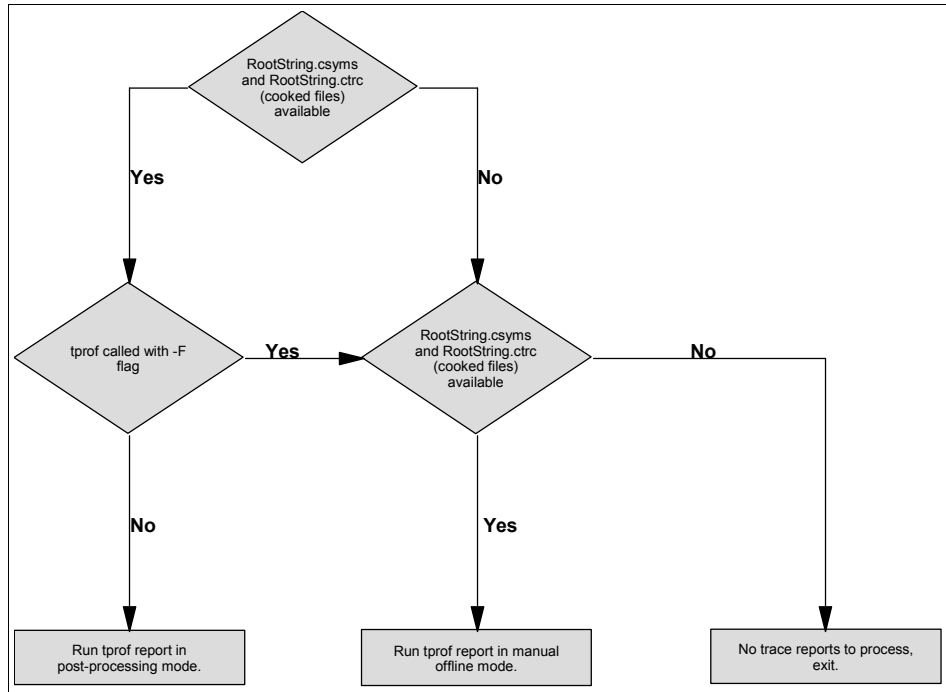 RootString.csyms
and RootString.ctrc
(cooked files)
available
Yes
No
tprof called with -F
flag
Yes
RootString.csyms
and RootString.ctrc
(cooked files)
available
No
No
Yes
Run tprof report in
post-processing mode.
Run tprof report in manual
offline mode.
No trace reports to process,
exit.